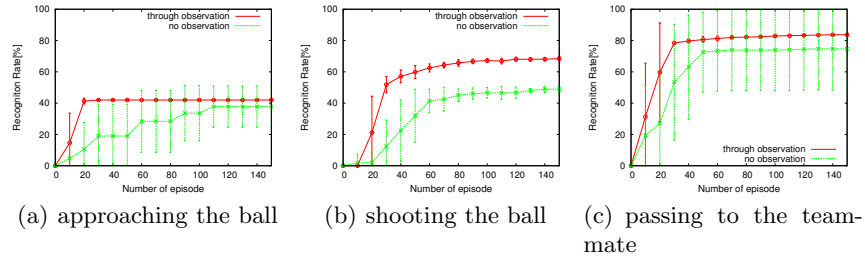 100
80
60
40
20
0
Recognition Rate[%]
through observation
no observation
0 20 40 60 80 100 120 140
Number of episode
(a) approaching the ball
100
80
60
40
20
0
Recognition Rate[%]
through observation
no observation
0 20 40 60 80 100 120 140
Number of episode
(b) shooting the ball
100
80
60
40
20
0
Recognition Rate[%]
through observation
no observation
0 20 40 60 80 100 120 140
Number of episode
(c) passing to the team-
mate